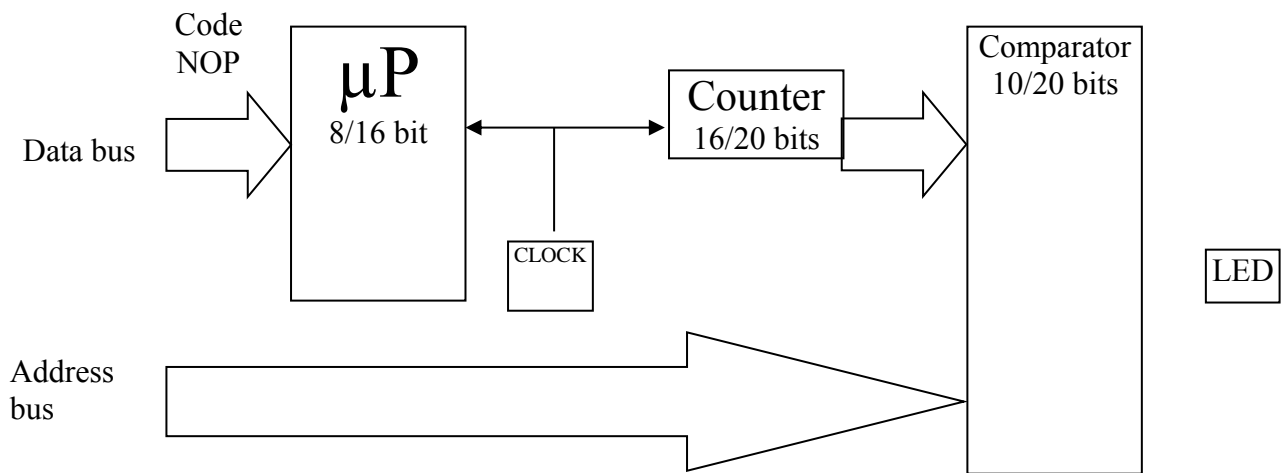 Code
NOP
Data bus
μP
8/16 bit
CLOCK
Counter
16/20 bits
Comparator
10/20 bits
LED
Address
bus